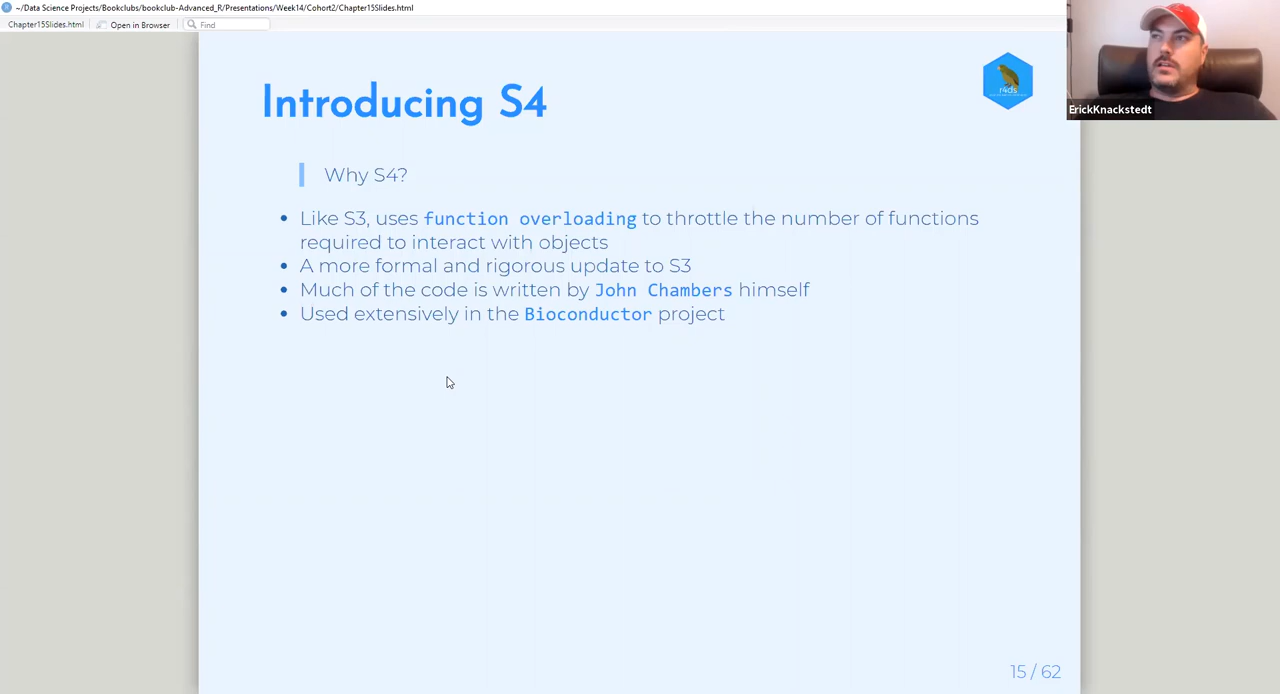 ~/Data Science Projects/Bookclubs/bookclub-Advanced_R/Presentations/Week14/Cohort2/Chapter15Slides.html
Chapter15Slides.html
Open in Browser
Find
ErickKnackstedt
Introducing S4
r4ds
Why S4?
• Like S3, uses function overloading to throttle the number of functions
required to interact with objects
• A more formal and rigorous update to S3
• Much of the code is written by John Chambers himself
• Used extensively in the Bioconductor project
15 / 62